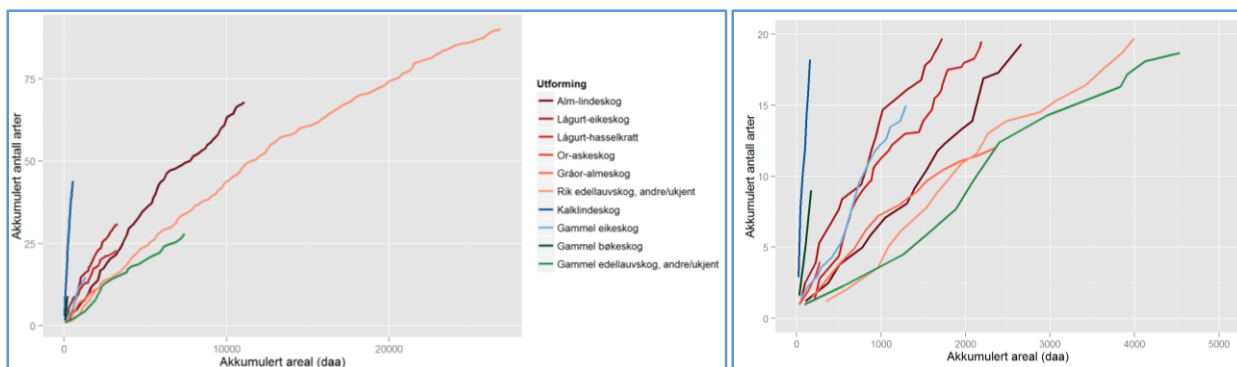 Akkumulert antall arter
75
50
25
0
0
10000
20000
Akkumulert areal (daa)
Utforming
Alm-lindeskog
Lågurt-eikeskog
Lågurt-hasselkratt
Or-askeskog
Gråor-almeskog
Rik edellauvskog, andre/ukjent
Kalklindeskog
Gammel eikeskog
Gammel bøkeskog
Gammel edellauvskog, andre/ukjent
Akkumulert antall arter
20
15
10
5
0
0
1000
2000
3000
4000
5000
Akkumulert areal (daa)